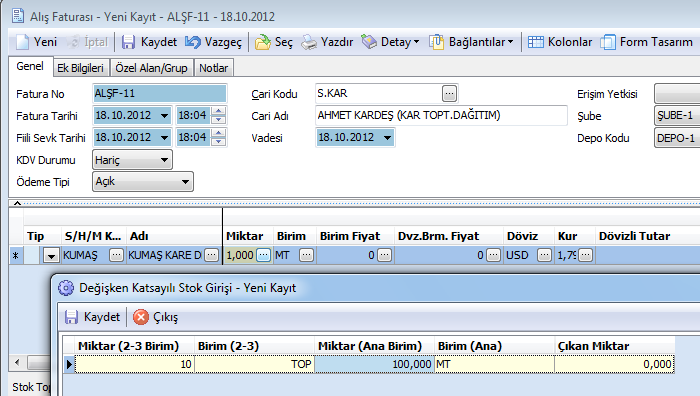 Alış Faturası - Yeni Kayıt - ALŞF-11 - 18.10.2012
Yeni İptal Kaydet Vazgeç Seç Yazdır Detay Bağlantılar Kolonlar Form Tasarım
Genel Ek Bilgileri Özel Alan/Grup Notlar
Fatura No ALŞF-11 Cari Kodu S.KAR ... Erişim Yetkisi
Fatura Tarihi 18.10.2012 18:04 Cari Adı AHMET KARDEŞ (KAR TOPT.DAĞITIM) Şube ŞUBE-1
Fiili Sevk Tarihi 18.10.2012 18:04 Vadesi 18.10.2012 Depo Kodu DEPO-1
KDV Durumu Hariç
Ödeme Tipi Açık
Tip S/H/M K... Adı Miktar Birim Birim Fiyat Dvz.Brm. Fiyat Döviz Kur Dövizli Tutar
* KUMAŞ ... KUMAŞ KARE D ... 1,000 ... MT ... 0 ... 0 ... USD ... 1,79 ...
Değişken Katsayılı Stok Girişi - Yeni Kayıt
Kaydet Çıkış
Miktar (2-3 Birim) Birim (2-3) Miktar (Ana Birim) Birim (Ana) Çıkan Miktar
10 TOP 100,000 MT 0,000
Stok Top